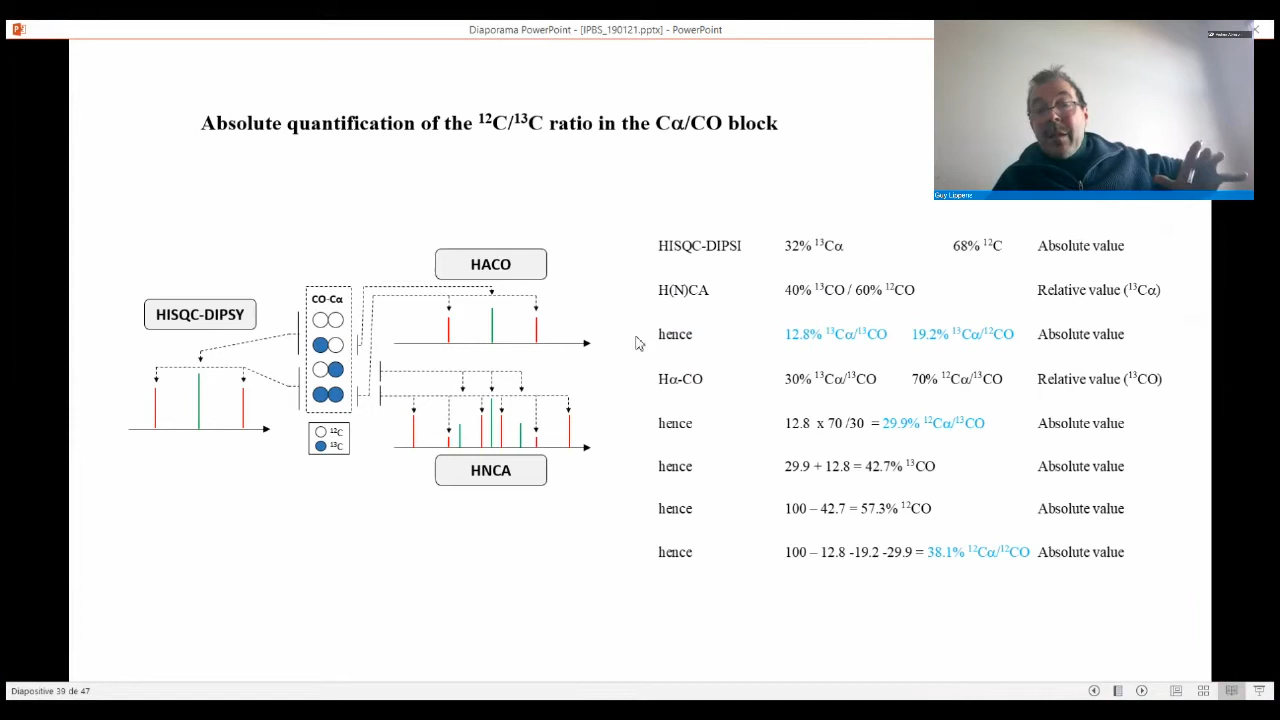 Diaporama PowerPoint - [IPBS_190121.pptx] - PowerPoint
Guy Lippens
Absolute quantification of the ¹²C/¹³C ratio in the Cα/CO block
HACO
CO-Cα
HISQC-DIPSY
¹²C
¹³C
HNCA
HISQC-DIPSI 32% ¹³Cα 68% ¹²C Absolute value
H(N)CA 40% ¹³CO / 60% ¹²CO Relative value (¹³Cα)
hence 12.8% ¹³Cα/¹³CO 19.2% ¹³Cα/¹²CO Absolute value
Hα-CO 30% ¹³Cα/¹³CO 70% ¹²Cα/¹³CO Relative value (¹³CO)
hence 12.8 x 70 /30 = 29.9% ¹²Cα/¹³CO Absolute value
hence 29.9 + 12.8 = 42.7% ¹³CO Absolute value
hence 100 – 42.7 = 57.3% ¹²CO Absolute value
hence 100 – 12.8 -19.2 -29.9 = 38.1% ¹²Cα/¹²CO Absolute value
Diapositive 39 de 47